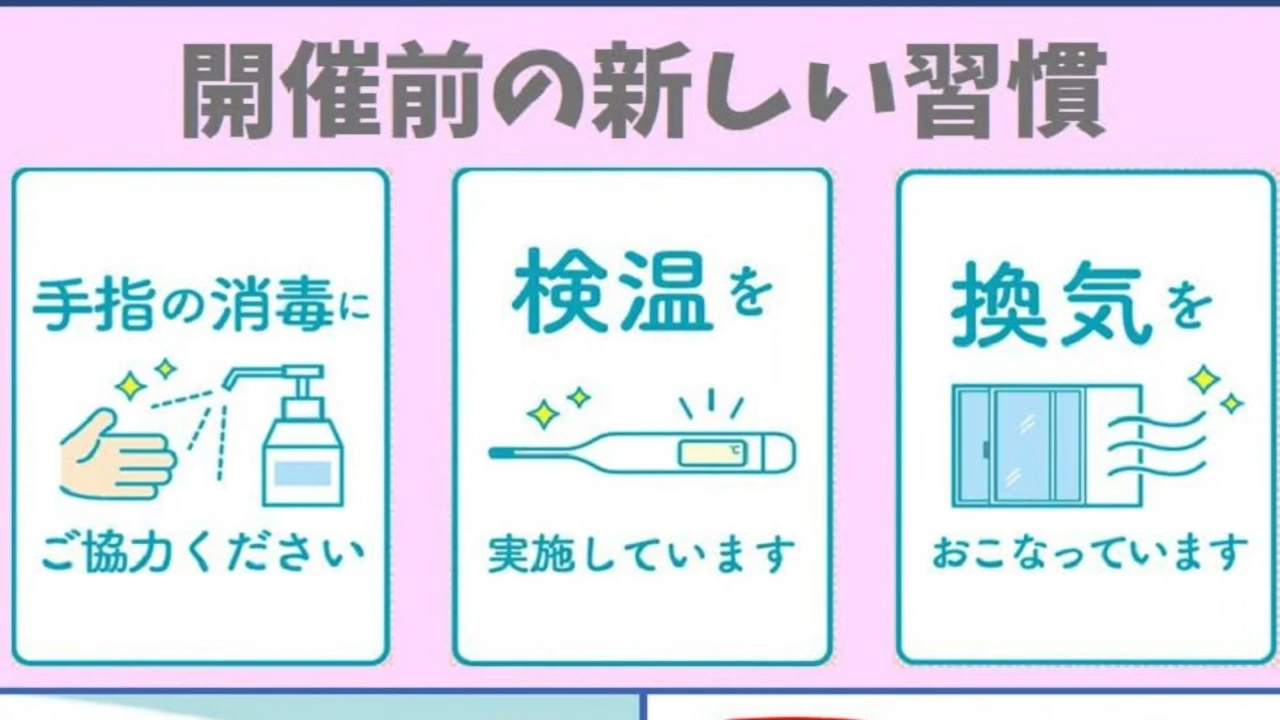 開催前の新しい習慣
手指の消毒に
ご協力ください
検温を
℃
実施しています
換気を
おこなっています